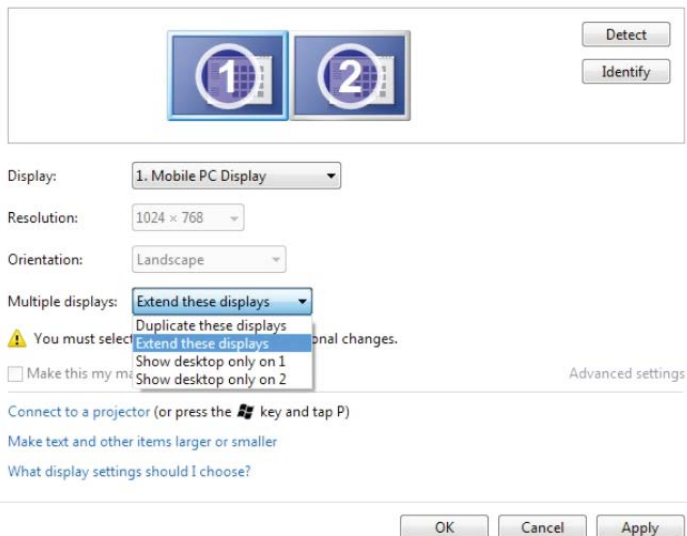 1 2
Detect
Identify
Display: 1. Mobile PC Display
Resolution: 1024 × 768
Orientation: Landscape
Multiple displays: Extend these displays
Duplicate these displays
You must select onal changes.
Extend these displays
Show desktop only on 1
Make this my ma Advanced settings
Show desktop only on 2
Connect to a projector (or press the key and tap P)
Make text and other items larger or smaller
What display settings should I choose?
OK Cancel Apply